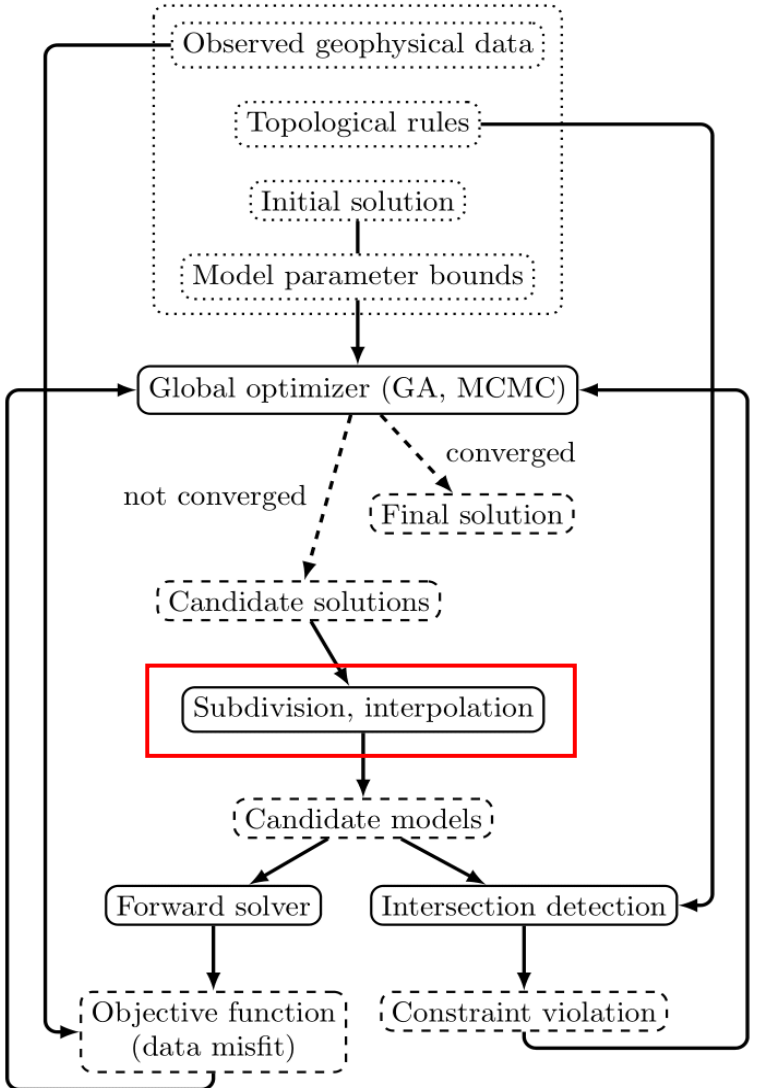 Observed geophysical data
Topological rules
Initial solution
Model parameter bounds
Global optimizer (GA, MCMC)
converged
not converged
Final solution
Candidate solutions
Subdivision, interpolation
Candidate models
Forward solver
Intersection detection
Objective function
(data misfit)
Constraint violation